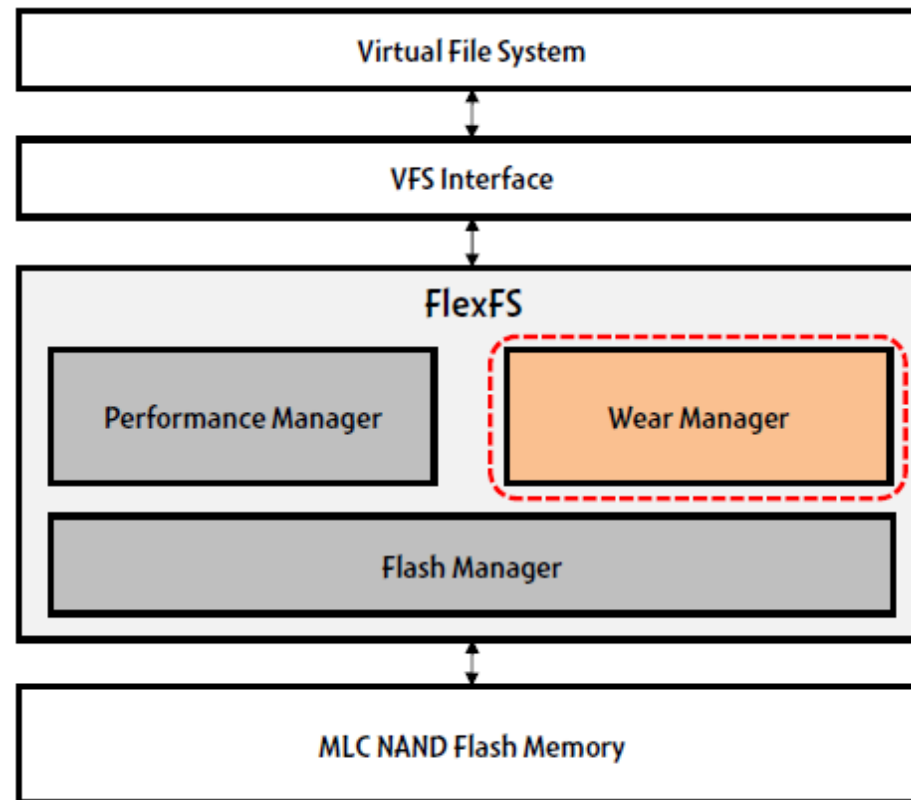 Virtual File System
VFS Interface
FlexFS
Performance Manager
Wear Manager
Flash Manager
MLC NAND Flash Memory